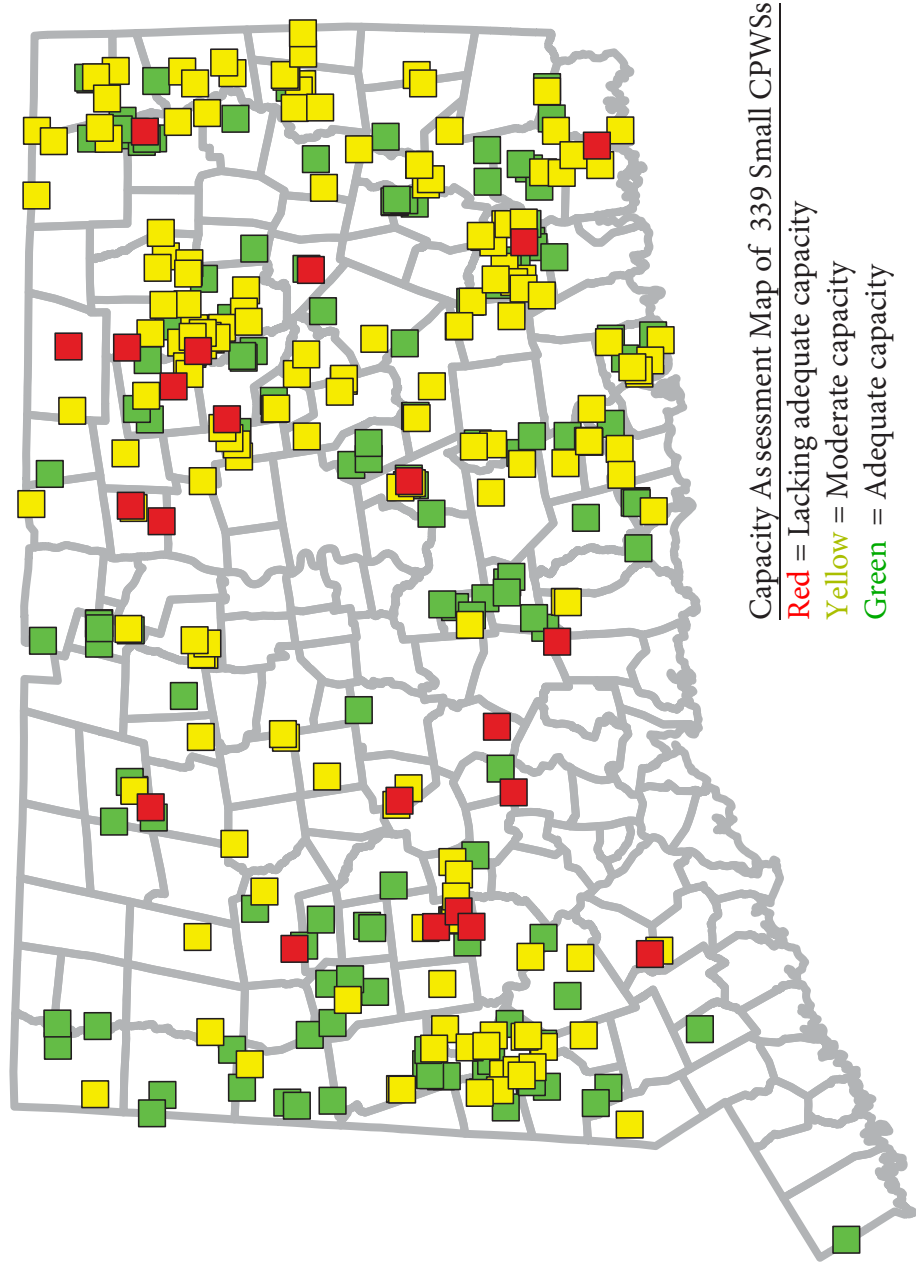 Capacity Assessment Map of 339 Small CPWSs
Red = Lacking adequate capacity
Yellow = Moderate capacity
Green = Adequate capacity